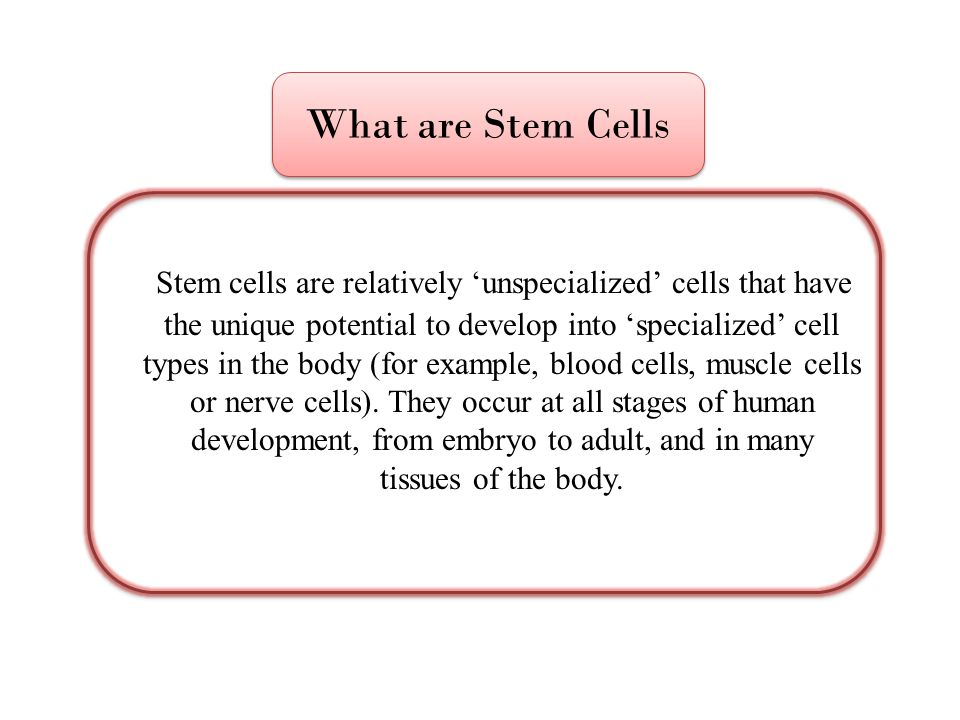 What are Stem Cells
Stem cells are relatively ‘unspecialized’ cells that have
the unique potential to develop into ‘specialized’ cell
types in the body (for example, blood cells, muscle cells
or nerve cells). They occur at all stages of human
development, from embryo to adult, and in many
tissues of the body.